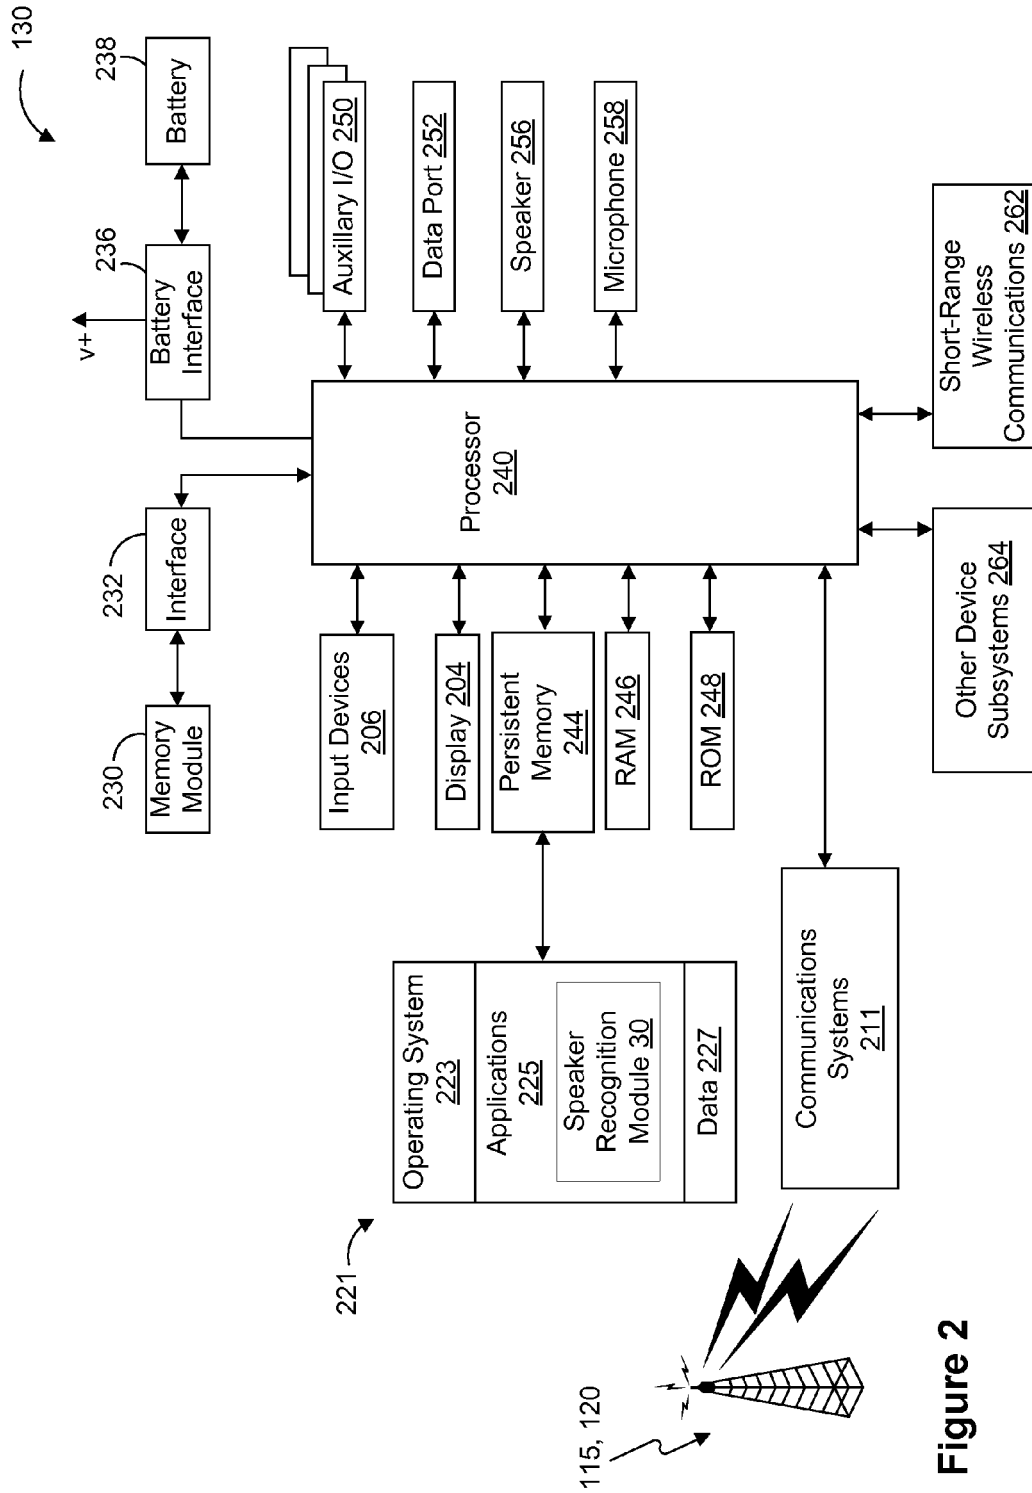 130
230
Memory
Module
232
Interface
236
Battery
Interface
v+
238
Battery
Input Devices
206
Display 204
Persistent
Memory
244
RAM 246
ROM 248
Processor
240
Auxillary I/O 250
Data Port 252
Speaker 256
Microphone 258
221
Operating System
223
Applications
225
Speaker
Recognition
Module 30
Data 227
Communications
Systems
211
115, 120
Other Device
Subsystems 264
Short-Range
Wireless
Communications 262
Figure 2